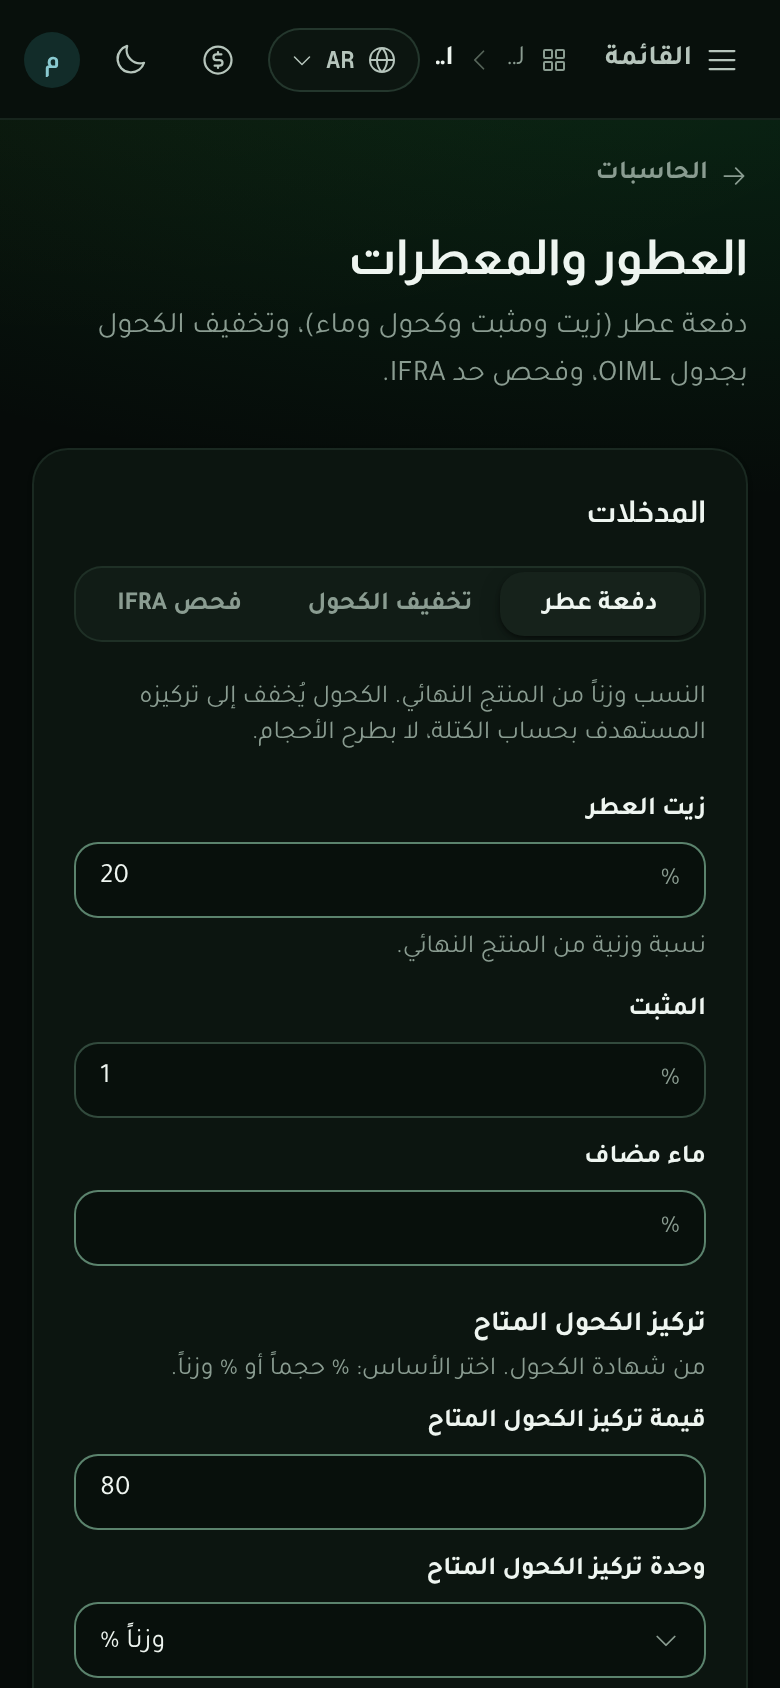 القائمة
لـ..
ا..
AR
م
الحاسبات
العطور والمعطرات
دفعة عطر (زيت ومثبت وكحول وماء)، وتخفيف الكحول
بجدول OIML، وفحص حد IFRA.
المدخلات
دفعة عطر
تخفيف الكحول
فحص IFRA
النسب وزناً من المنتج النهائي. الكحول يُخفف إلى تركيزه
المستهدف بحساب الكتلة، لا بطرح الأحجام.
زيت العطر
20 %
نسبة وزنية من المنتج النهائي.
المثبت
1 %
ماء مضاف
%
تركيز الكحول المتاح
من شهادة الكحول. اختر الأساس: % حجماً أو % وزناً.
قيمة تركيز الكحول المتاح
80
وحدة تركيز الكحول المتاح
% وزناً